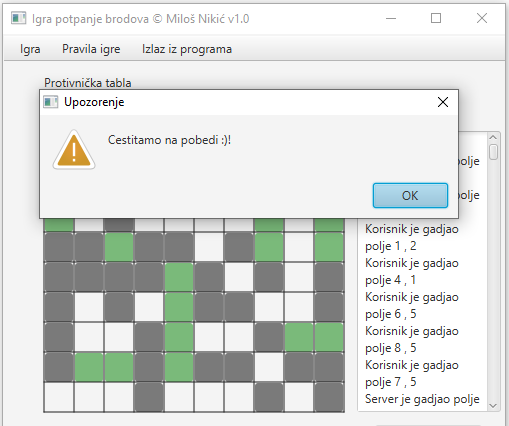 Igra potpanje brodova © Miloš Nikić v1.0
Igra Pravila igre Izlaz iz programa
Protivnička tabla
Upozorenje
Cestitamo na pobedi :)!
OK
polje
polje
Korisnik je gadjao
polje 1 , 2
Korisnik je gadjao
polje 4 , 1
Korisnik je gadjao
polje 6 , 5
Korisnik je gadjao
polje 8 , 5
Korisnik je gadjao
polje 7 , 5
Server je gadjao polje